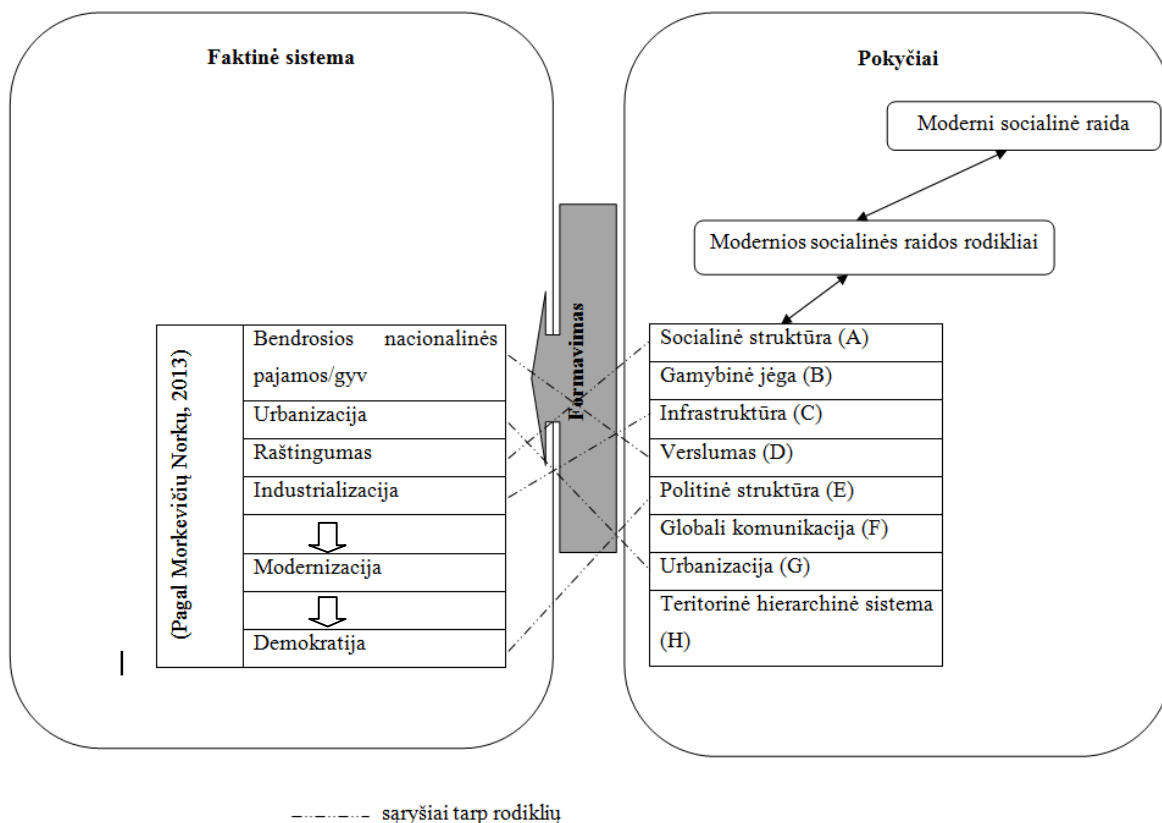 Faktinė sistema
Pokyčiai
Moderni socialinė raida
Modernios socialinės raidos rodikliai
Formavimas
(Pagal Morkevičių Norkų, 2013)
Bendrosios nacionalinės
pajamos/gyv
Urbanizacija
Raštingumas
Industrializacija
Modernizacija
Demokratija
Socialinė struktūra (A)
Gamybinė jėga (B)
Infrastruktūra (C)
Verslumas (D)
Politinė struktūra (E)
Globali komunikacija (F)
Urbanizacija (G)
Teritorinė hierarchinė sistema
(H)
sąryšiai tarp rodiklių